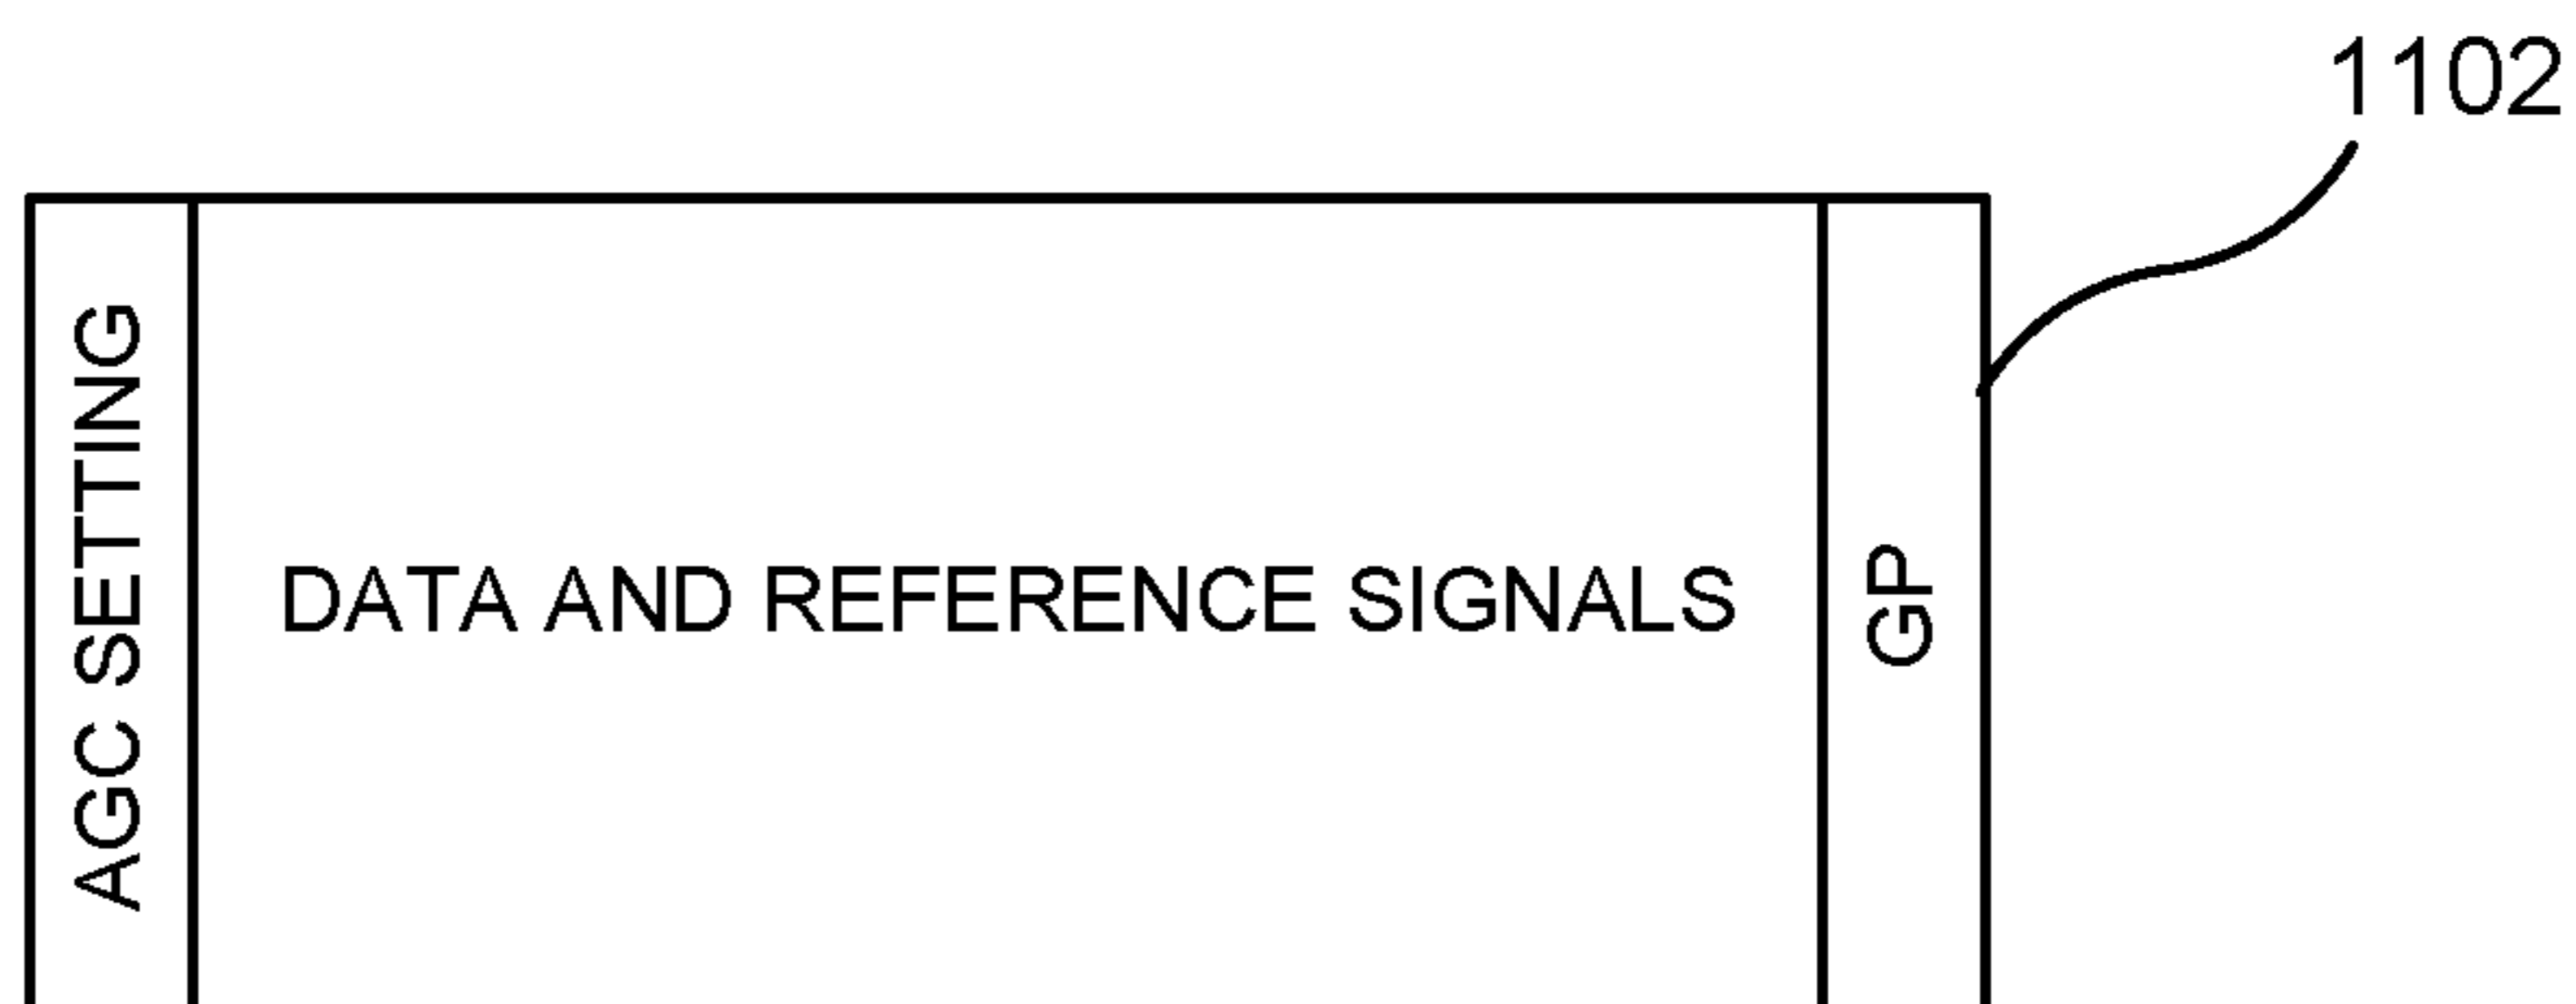 1102
AGC SETTING
DATA AND REFERENCE SIGNALS
GP